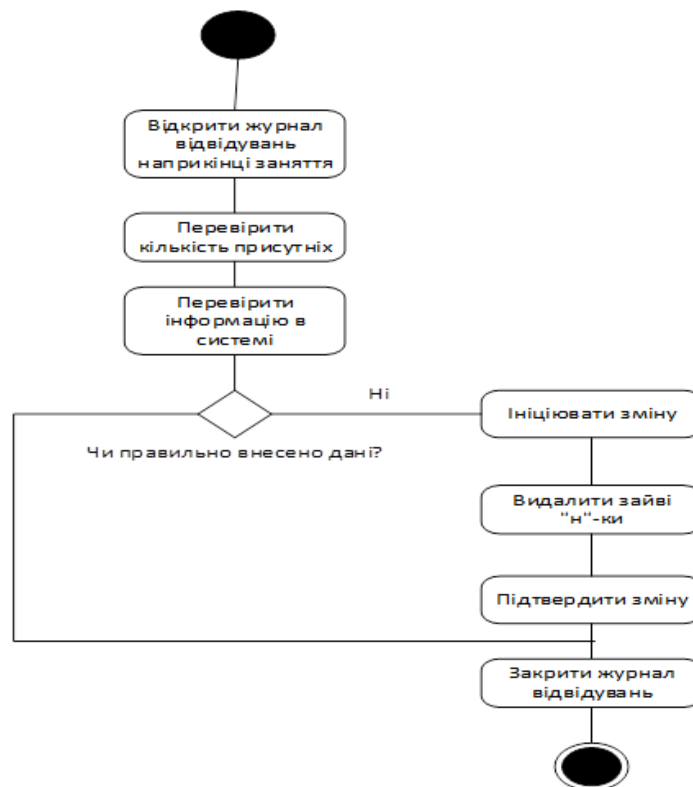 Відкрити журнал
відвідувань
наприкінці заняття
Перевірити
кількість присутніх
Перевірити
інформацію в
системі
Ні
Чи правильно внесено дані?
Ініціювати зміну
Видалити зайві
"н"-ки
Підтвердити зміну
Закрити журнал
відвідувань